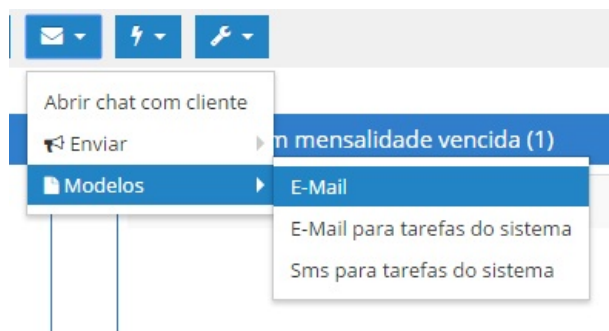 Abrir chat com cliente
Enviar
m mensalidade vencida (1)
Modelos
E-Mail
E-Mail para tarefas do sistema
Sms para tarefas do sistema